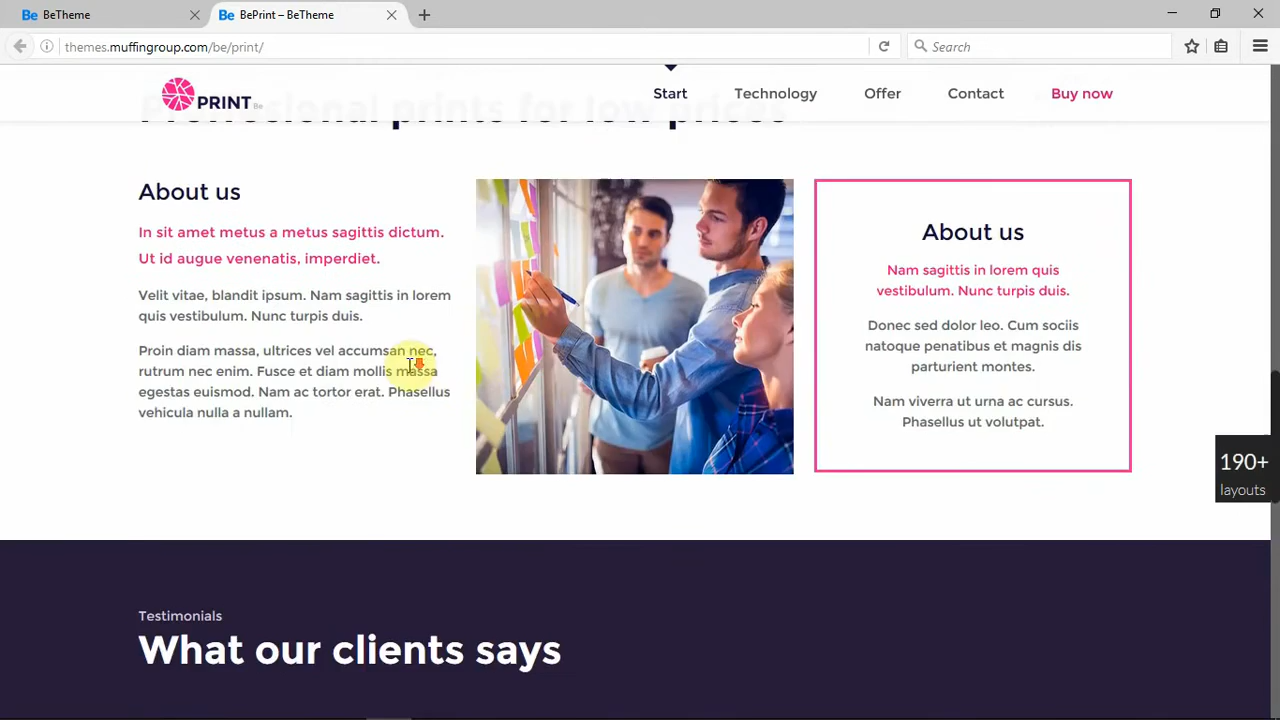 BeTheme
BePrint – BeTheme
themes.muffingroup.com/be/print/
Search
PRINT Be
Start
Technology
Offer
Contact
Buy now
Professional prints for low prices
About us
In sit amet metus a metus sagittis dictum.
Ut id augue venenatis, imperdiet.
Velit vitae, blandit ipsum. Nam sagittis in lorem
quis vestibulum. Nunc turpis duis.
Proin diam massa, ultrices vel accumsan nec,
rutrum nec enim. Fusce et diam mollis massa
egestas euismod. Nam ac tortor erat. Phasellus
vehicula nulla a nullam.
About us
Nam sagittis in lorem quis
vestibulum. Nunc turpis duis.
Donec sed dolor leo. Cum sociis
natoque penatibus et magnis dis
parturient montes.
Nam viverra ut urna ac cursus.
Phasellus ut volutpat.
190+
layouts
Testimonials
What our clients says